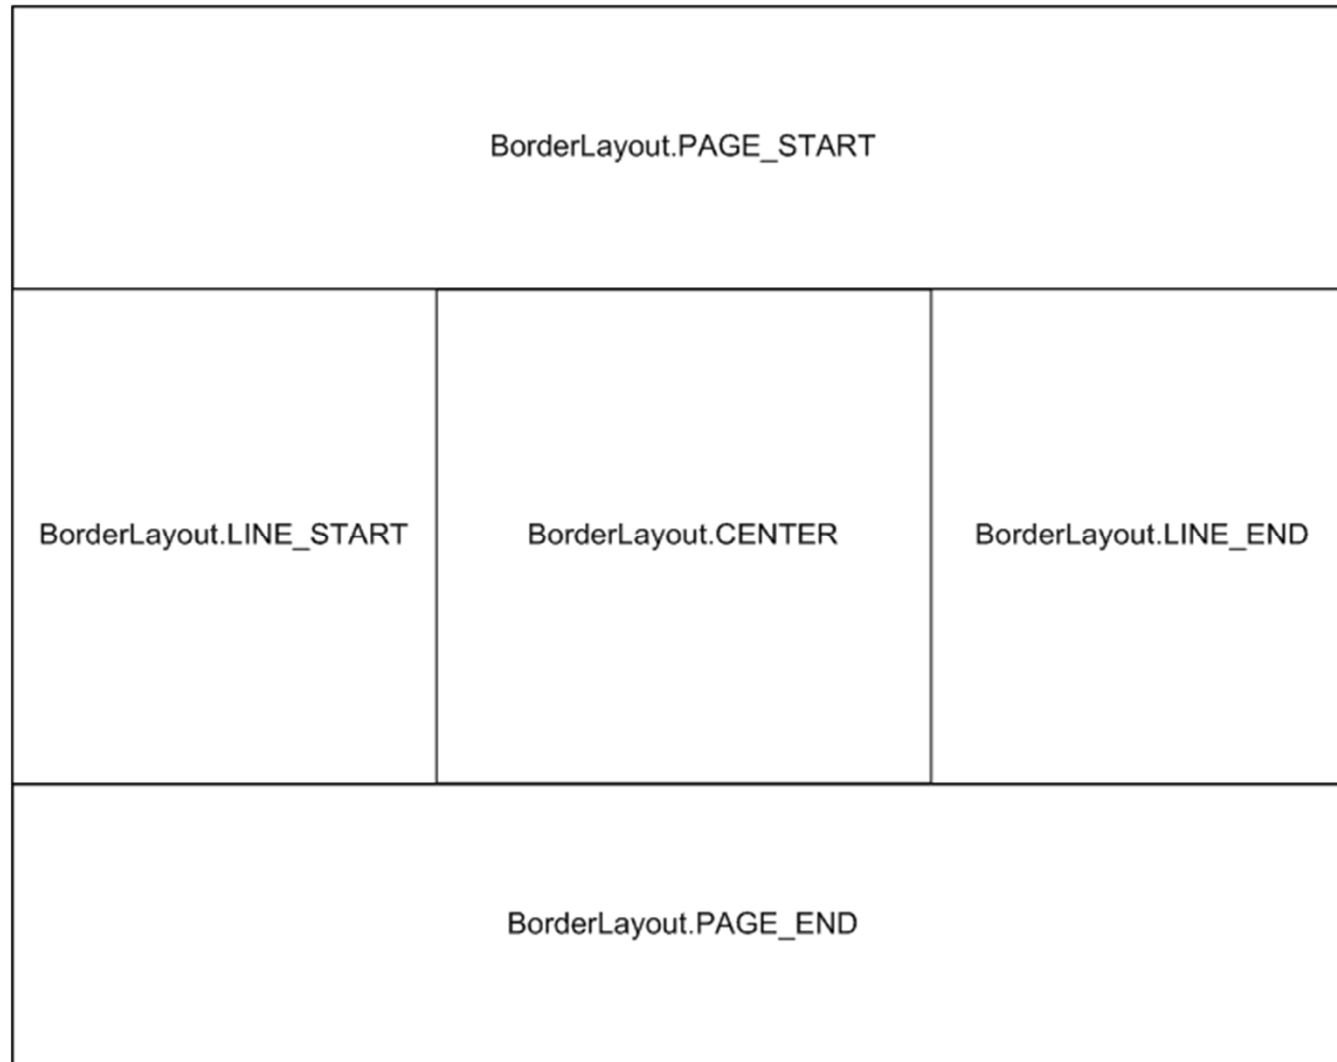 BorderLayout.PAGE_START
BorderLayout.LINE_START
BorderLayout.CENTER
BorderLayout.LINE_END
BorderLayout.PAGE_END